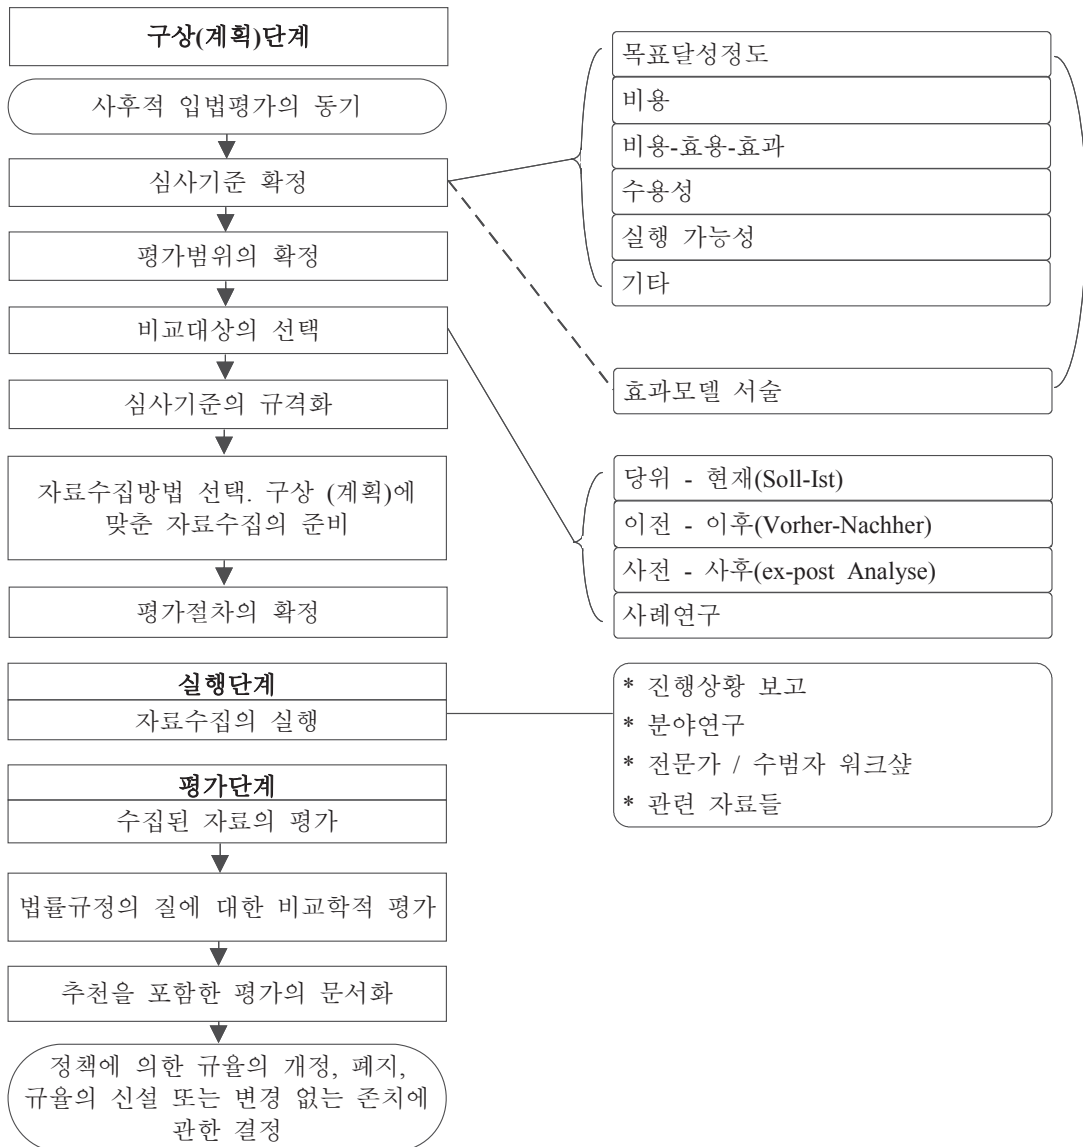 구상(계획)단계
사후적 입법평가의 동기
심사기준 확정
평가범위의 확정
비교대상의 선택
심사기준의 규격화
자료수집방법 선택. 구상 (계획)에
맞춘 자료수집의 준비
평가절차의 확정
목표달성정도
비용
비용-효용-효과
수용성
실행 가능성
기타
효과모델 서술
당위 - 현재(Soll-Ist)
이전 - 이후(Vorher-Nachher)
사전 - 사후(ex-post Analyse)
사례연구
실행단계
자료수집의 실행
* 진행상황 보고
* 분야연구
* 전문가 / 수범자 워크샾
* 관련 자료들
평가단계
수집된 자료의 평가
법률규정의 질에 대한 비교학적 평가
추천을 포함한 평가의 문서화
정책에 의한 규율의 개정, 폐지,
규율의 신설 또는 변경 없는 존치에
관한 결정